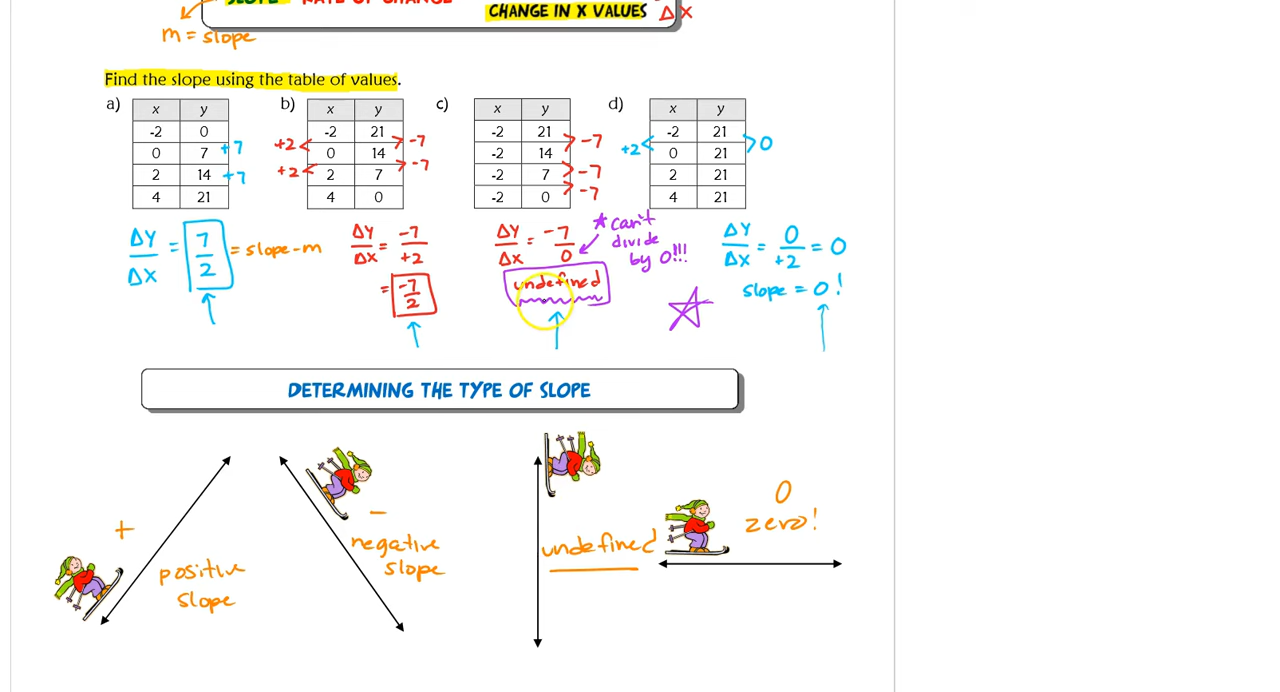 CHANGE IN X VALUES ΔX
m = slope
Find the slope using the table of values.
a)
x y
-2 0
0 7
2 14
4 21
+7
+7
ΔY/ΔX = 7/2 = slope - m
b)
x y
-2 21
0 14
2 7
4 0
+2
+2
-7
-7
ΔY/ΔX = -7/+2
= -7/2
c)
x y
-2 21
-2 14
-2 7
-2 0
-7
-7
-7
ΔY/ΔX = -7/0
undefined
* can't
divide
by 0!!!
d)
x y
-2 21
0 21
2 21
4 21
+2
0
ΔY/ΔX = 0/+2 = 0
slope = 0!
DETERMINING THE TYPE OF SLOPE
+
positive
slope
-
negative
slope
undefined
0
zero!